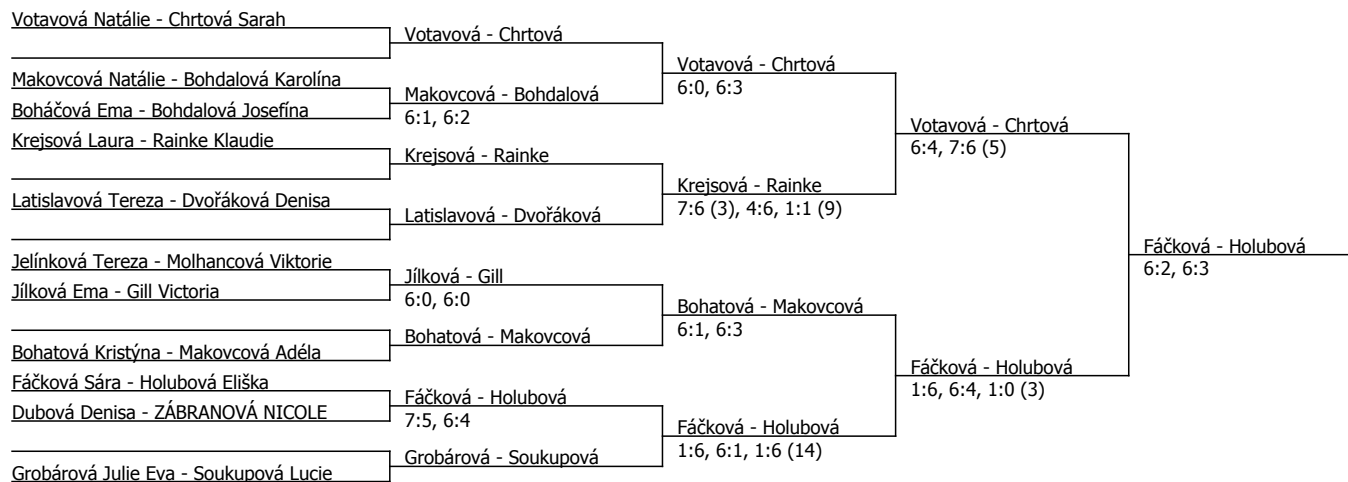 Votavová Natálie - Chrtová Sarah
Votavová - Chrtová
Votavová - Chrtová
6:0, 6:3
Makovcová Natálie - Bohdalová Karolína
Makovcová - Bohdalová
6:1, 6:2
Boháčová Ema - Bohdalová Josefína
Votavová - Chrtová
6:4, 7:6 (5)
Krejsová Laura - Rainke Klaudie
Krejsová - Rainke
Krejsová - Rainke
7:6 (3), 4:6, 1:1 (9)
Latislavová Tereza - Dvořáková Denisa
Latislavová - Dvořáková
Fáčková - Holubová
6:2, 6:3
Jelínková Tereza - Molhancová Viktorie
Jílková - Gill
6:0, 6:0
Jílková Ema - Gill Victoria
Bohatová - Makovcová
6:1, 6:3
Bohatová - Makovcová
Bohatová Kristýna - Makovcová Adéla
Fáčková - Holubová
1:6, 6:4, 1:0 (3)
Fáčková Sára - Holubová Eliška
Fáčková - Holubová
7:5, 6:4
Dubová Denisa - ZÁBRANOVÁ NICOLE
Fáčková - Holubová
1:6, 6:1, 1:6 (14)
Grobárová - Soukupová
Grobárová Julie Eva - Soukupová Lucie